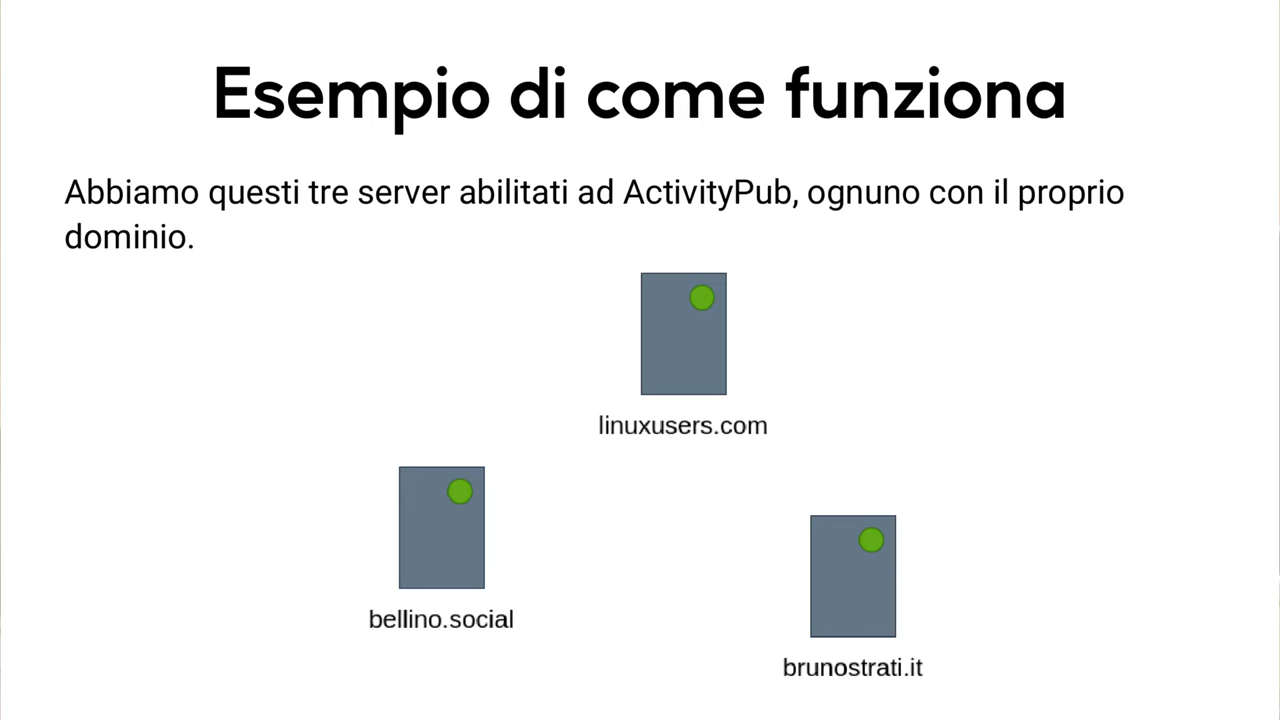 Esempio di come funziona
Abbiamo questi tre server abilitati ad ActivityPub, ognuno con il proprio
dominio.
linuxusers.com
bellino.social
brunostrati.it